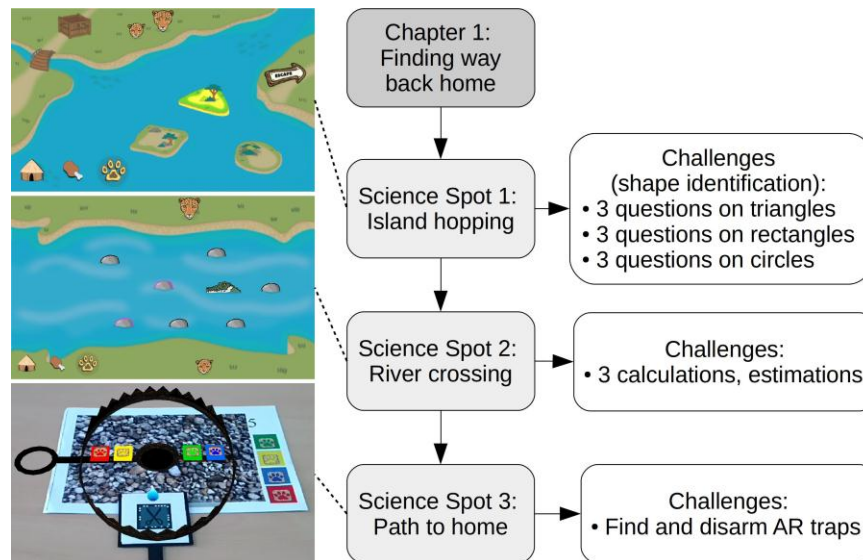 Chapter 1:
Finding way
back home
ESCAPE
Science Spot 1:
Island hopping
Challenges
(shape identification):
• 3 questions on triangles
• 3 questions on rectangles
• 3 questions on circles
Science Spot 2:
River crossing
Challenges:
• 3 calculations, estimations
5
Science Spot 3:
Path to home
Challenges:
• Find and disarm AR traps